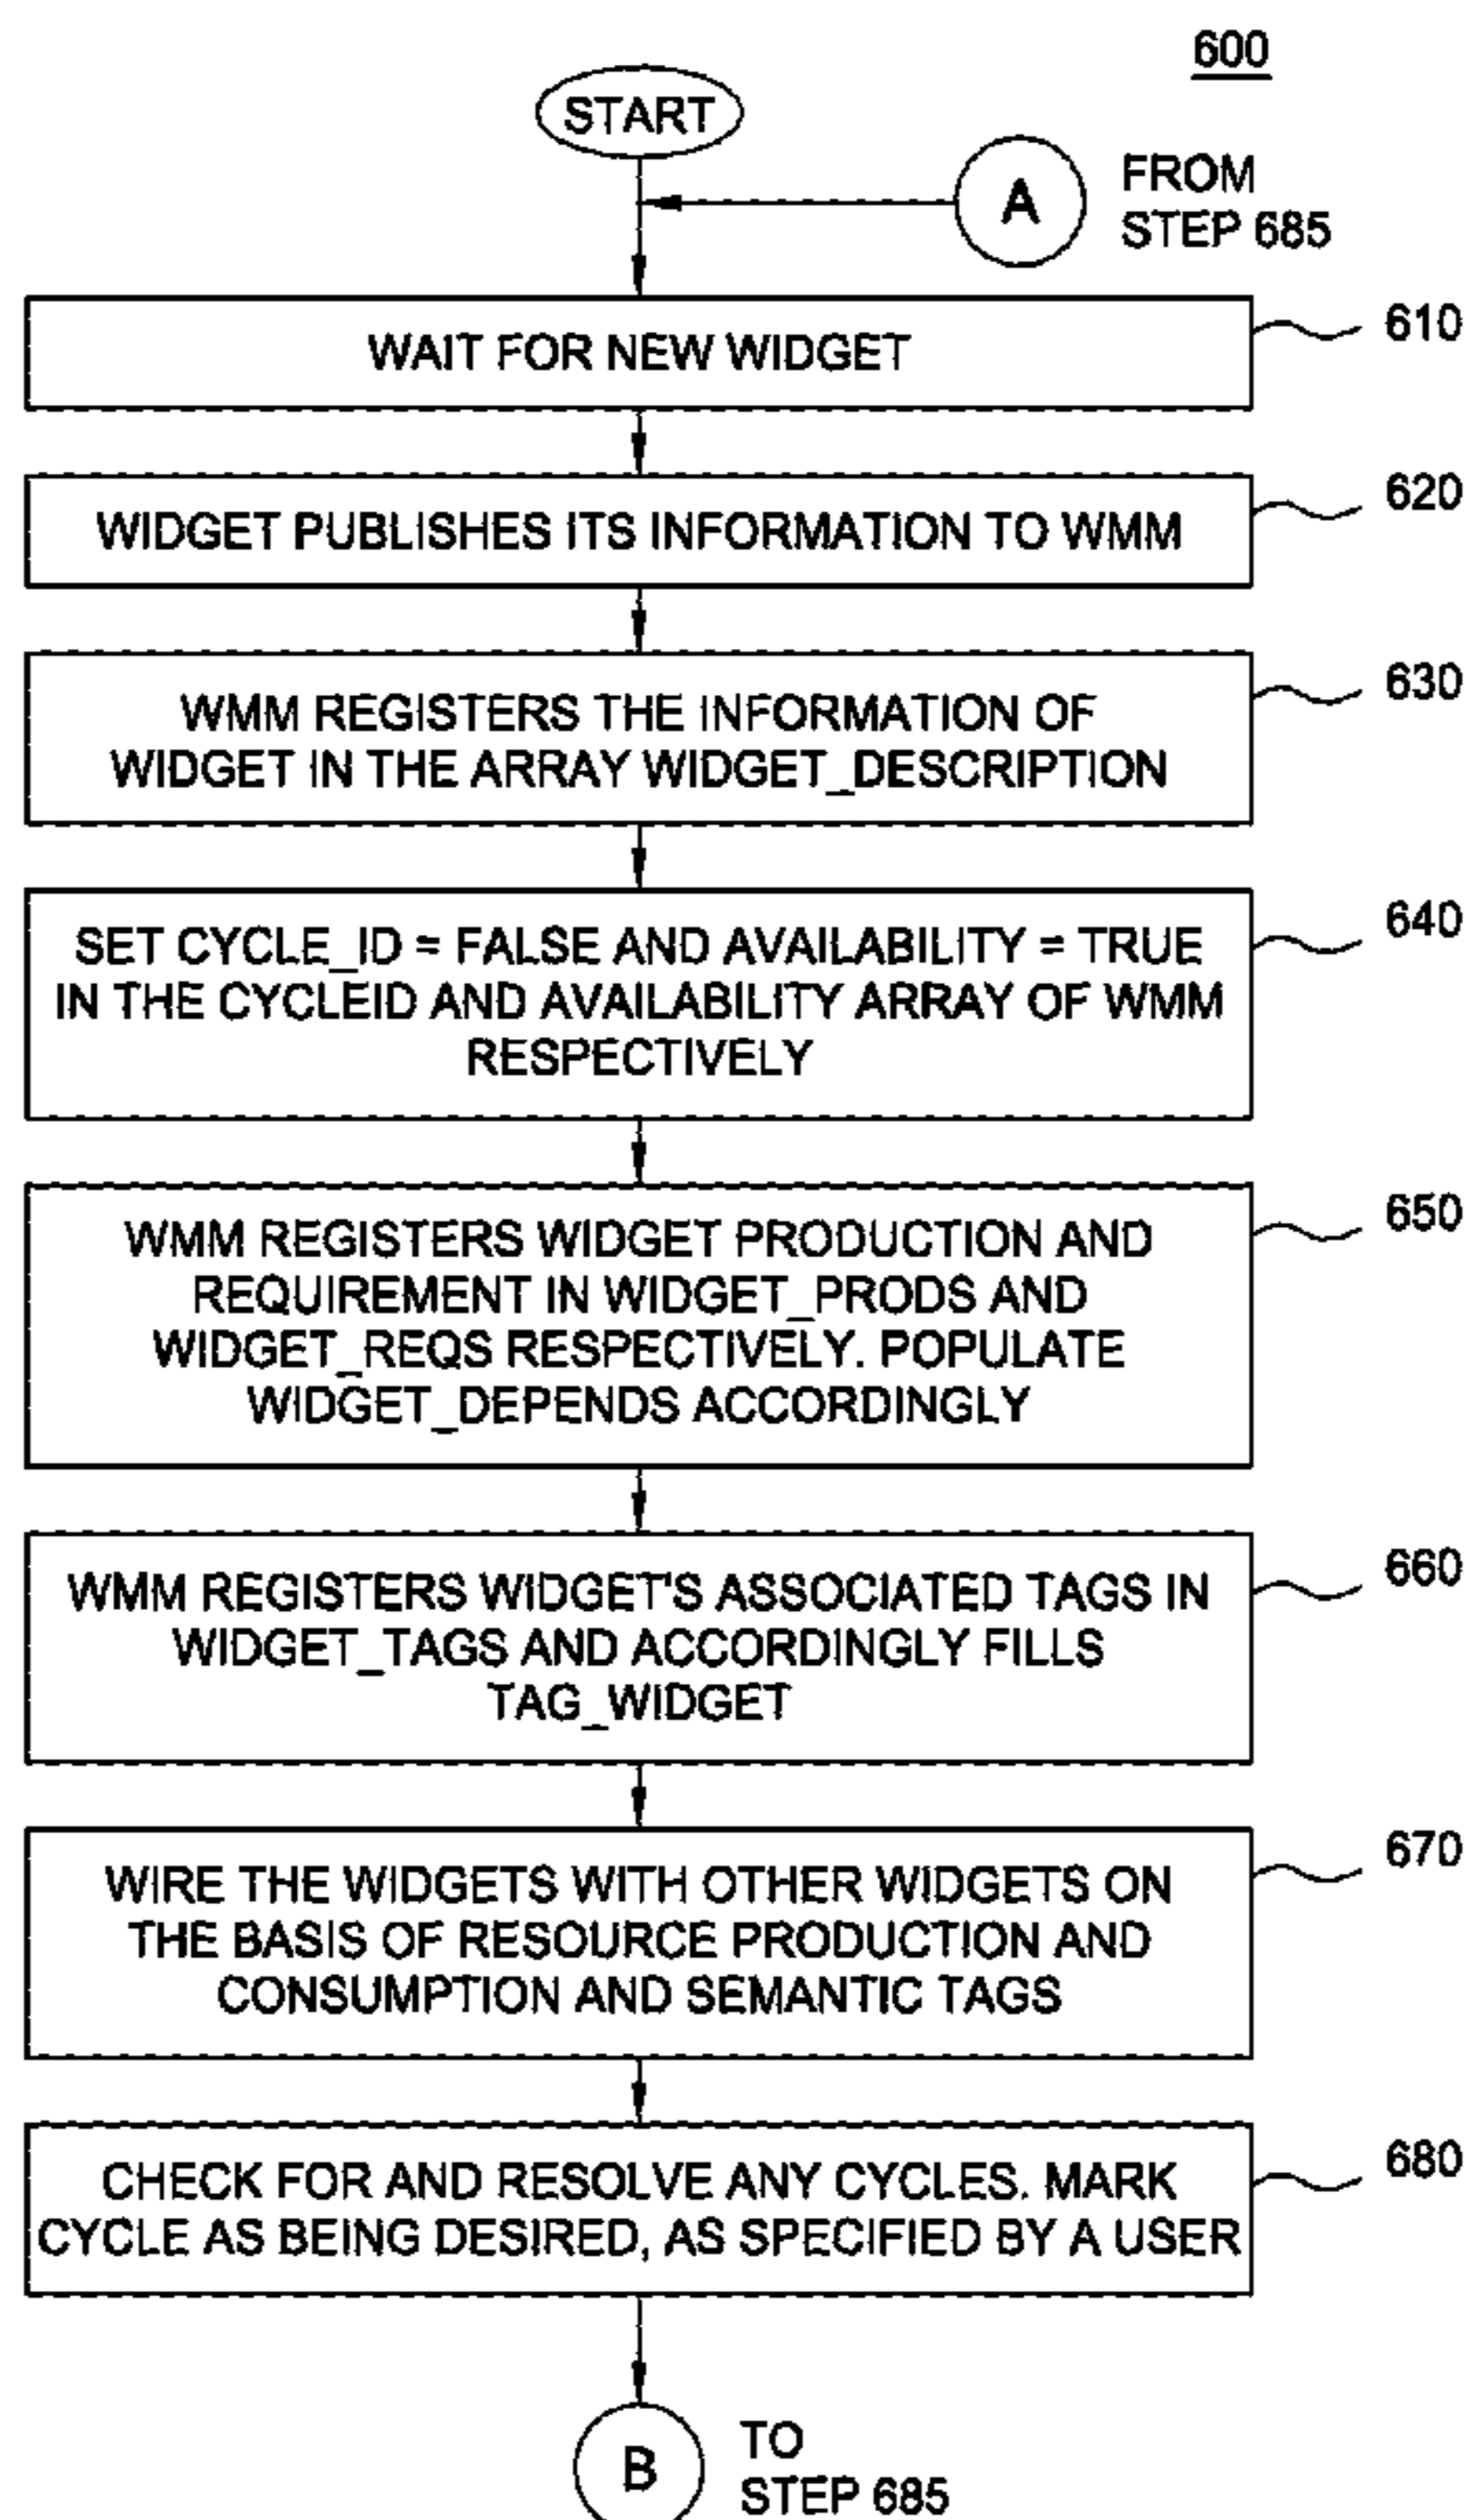 600
START
A
FROM
STEP 685
WAIT FOR NEW WIDGET
610
WIDGET PUBLISHES ITS INFORMATION TO WMM
620
WMM REGISTERS THE INFORMATION OF
WIDGET IN THE ARRAY WIDGET_DESCRIPTION
630
SET CYCLE_ID = FALSE AND AVAILABILITY = TRUE
IN THE CYCLEID AND AVAILABILITY ARRAY OF WMM
RESPECTIVELY
640
WMM REGISTERS WIDGET PRODUCTION AND
REQUIREMENT IN WIDGET_PRODS AND
WIDGET_REQS RESPECTIVELY. POPULATE
WIDGET_DEPENDS ACCORDINGLY
650
WMM REGISTERS WIDGET'S ASSOCIATED TAGS IN
WIDGET_TAGS AND ACCORDINGLY FILLS
TAG_WIDGET
660
WIRE THE WIDGETS WITH OTHER WIDGETS ON
THE BASIS OF RESOURCE PRODUCTION AND
CONSUMPTION AND SEMANTIC TAGS
670
CHECK FOR AND RESOLVE ANY CYCLES. MARK
CYCLE AS BEING DESIRED, AS SPECIFIED BY A USER
680
B
TO
STEP 685